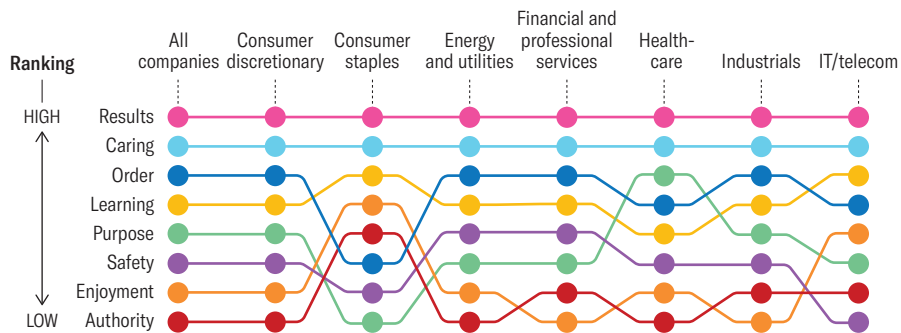 Ranking
HIGH
LOW
All
companies
Consumer
discretionary
Consumer
staples
Energy
and utilities
Financial and
professional
services
Health-
care
Industrials
IT/telecom
Results
Caring
Order
Learning
Purpose
Safety
Enjoyment
Authority